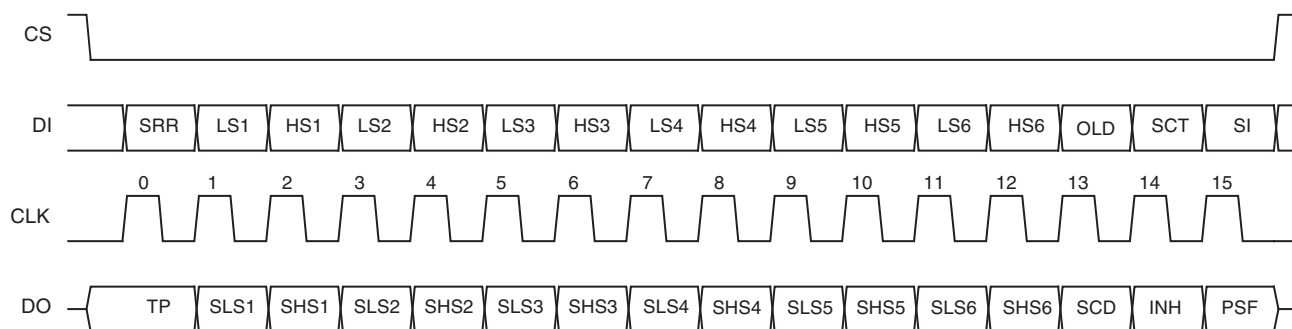 CS
DI SRR LS1 HS1 LS2 HS2 LS3 HS3 LS4 HS4 LS5 HS5 LS6 HS6 OLD SCT SI
0 1 2 3 4 5 6 7 8 9 10 11 12 13 14 15
CLK
DO TP SLS1 SHS1 SLS2 SHS2 SLS3 SHS3 SLS4 SHS4 SLS5 SHS5 SLS6 SHS6 SCD INH PSF